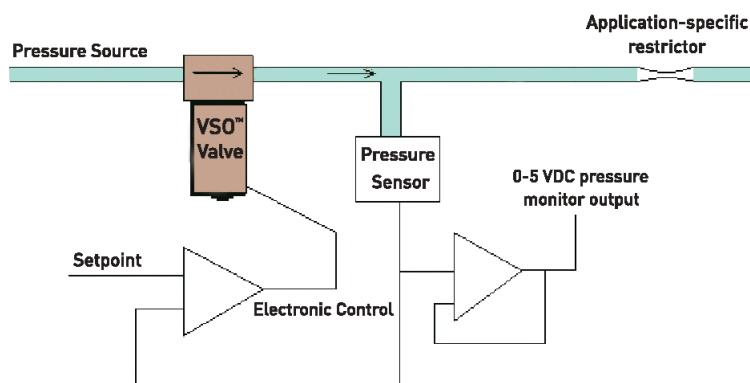 Application-specific
restrictor
Pressure Source
VSO™
Valve
Pressure
Sensor
0-5 VDC pressure
monitor output
Setpoint
Electronic Control